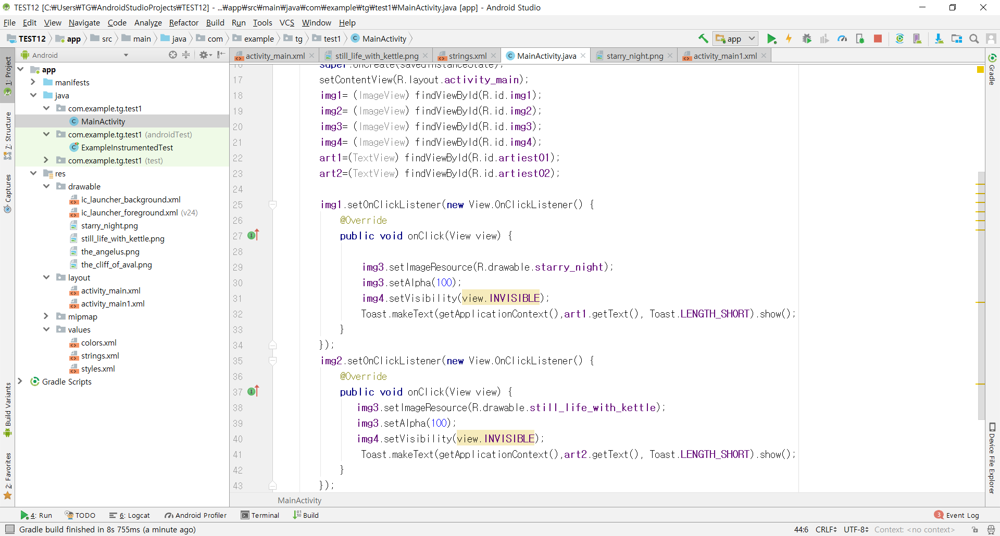 TEST12 [C:₩Users₩TG₩AndroidStudioProjects₩TEST12] - ...₩app₩src₩main₩java₩com₩example₩tg₩test1₩MainActivity.java [app] - Android Studio
File Edit View Navigate Code Analyze Refactor Build Run Tools VCS Window Help
TEST12 app src main java com example tg test1 MainActivity app
Android
activity_main.xml still_life_with_kettle.png strings.xml MainActivity.java starry_night.png activity_main1.xml
1: Project
7: Structure
Captures
Build Variants
2: Favorites
app
manifests
java
com.example.tg.test1
MainActivity
com.example.tg.test1 (androidTest)
ExampleInstrumentedTest
com.example.tg.test1 (test)
res
drawable
ic_launcher_background.xml
ic_launcher_foreground.xml (v24)
starry_night.png
still_life_with_kettle.png
the_angelus.png
the_cliff_of_aval.png
layout
activity_main.xml
activity_main1.xml
mipmap
values
colors.xml
strings.xml
styles.xml
Gradle Scripts
16 super.onCreate(savedInstanceState);
17 setContentView(R.layout.activity_main);
18 img1= (ImageView) findViewById(R.id.img1);
19 img2= (ImageView) findViewById(R.id.img2);
20 img3= (ImageView) findViewById(R.id.img3);
21 img4= (ImageView) findViewById(R.id.img4);
22 art1=(TextView) findViewById(R.id.artiest01);
23 art2=(TextView) findViewById(R.id.artiest02);
24
25 img1.setOnClickListener(new View.OnClickListener() {
26 @Override
27 public void onClick(View view) {
28
29 img3.setImageResource(R.drawable.starry_night);
30 img3.setAlpha(100);
31 img4.setVisibility(view.INVISIBLE);
32 Toast.makeText(getApplicationContext(),art1.getText(), Toast.LENGTH_SHORT).show();
33 }
34 });
35 img2.setOnClickListener(new View.OnClickListener() {
36 @Override
37 public void onClick(View view) {
38 img3.setImageResource(R.drawable.still_life_with_kettle);
39 img3.setAlpha(100);
40 img4.setVisibility(view.INVISIBLE);
41 Toast.makeText(getApplicationContext(),art2.getText(), Toast.LENGTH_SHORT).show();
42 }
43 });
MainActivity
Gradle
Device File Explorer
4: Run TODO 6: Logcat Android Profiler Terminal Build 3 Event Log
Gradle build finished in 8s 755ms (a minute ago) 44:6 CRLF UTF-8 Context: <no context>